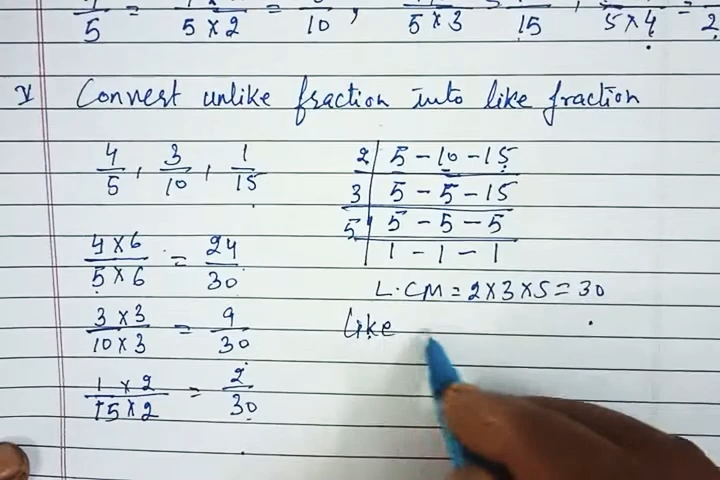 5 = 5 × 2 10 , 5 × 3 15 , 5 × 4 = 2
Convert unlike fraction into like fraction
4/5 , 3/10 , 1/15
2 | 5 - 10 - 15
3 | 5 - 5 - 15
5 | 5 - 5 - 5
| 1 - 1 - 1
L.CM = 2 × 3 × 5 = 30
4 × 6 / 5 × 6 = 24/30
3 × 3 / 10 × 3 = 9/30
1 × 2 / 15 × 2 = 2/30
Like